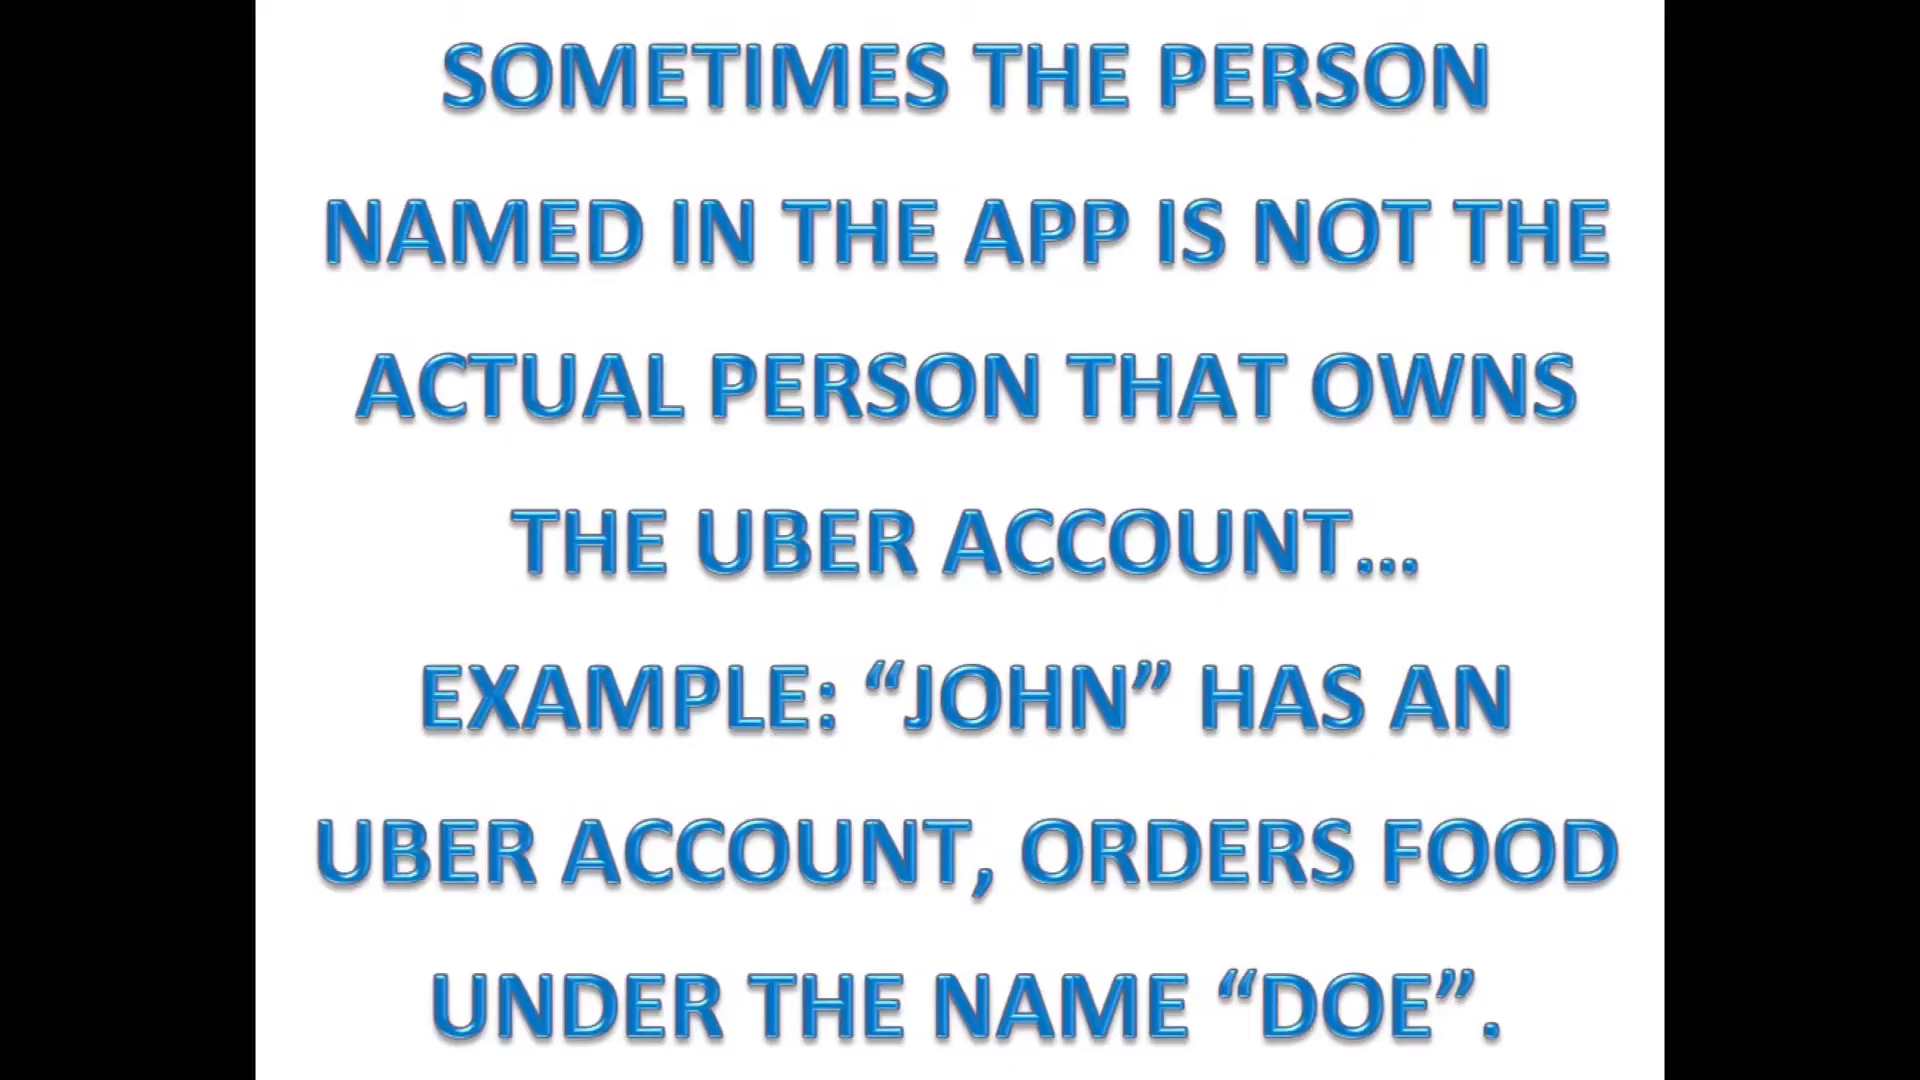 SOMETIMES THE PERSON
NAMED IN THE APP IS NOT THE
ACTUAL PERSON THAT OWNS
THE UBER ACCOUNT…
EXAMPLE: “JOHN” HAS AN
UBER ACCOUNT, ORDERS FOOD
UNDER THE NAME “DOE”.